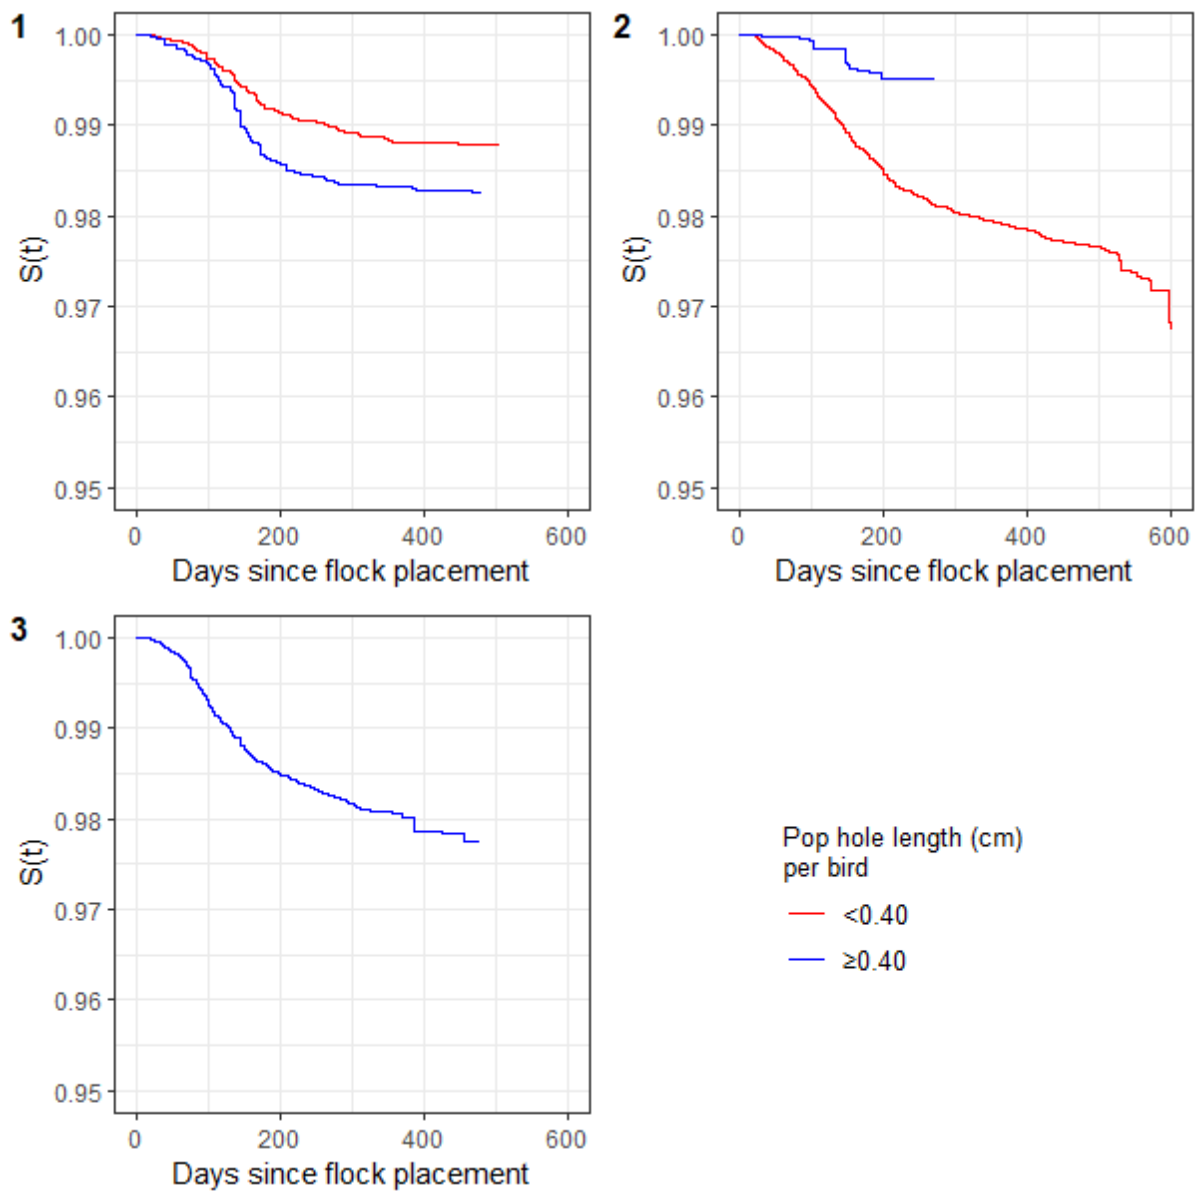 1
1.00
0.99
0.98
0.97
0.96
0.95
S(t)
0 200 400 600
Days since flock placement
2
1.00
0.99
0.98
0.97
0.96
0.95
S(t)
0 200 400 600
Days since flock placement
3
1.00
0.99
0.98
0.97
0.96
0.95
S(t)
0 200 400 600
Days since flock placement
Pop hole length (cm)
per bird
<0.40
≥0.40